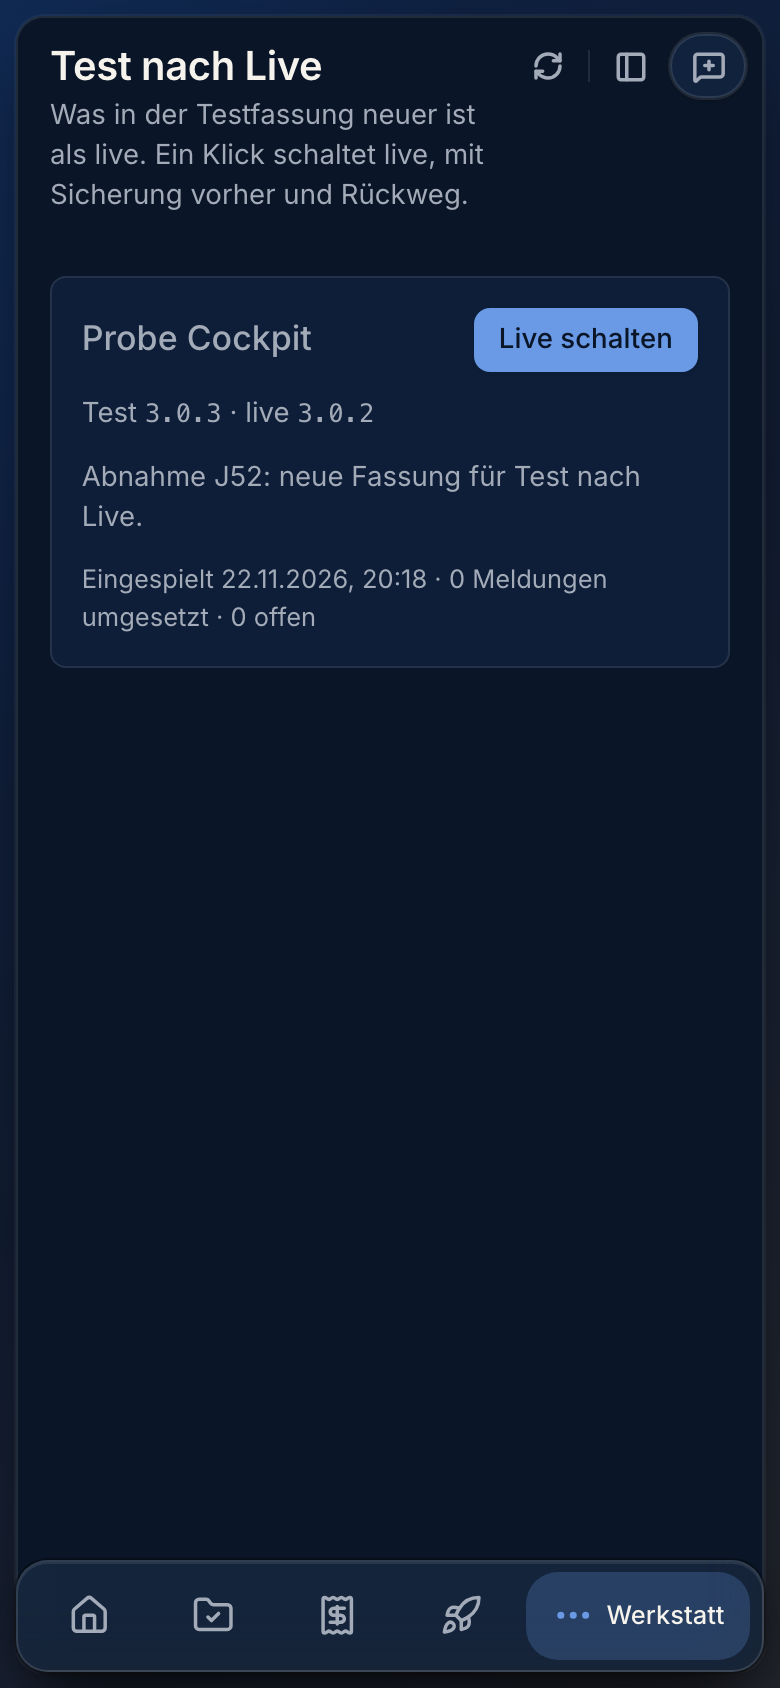 Test nach Live
Was in der Testfassung neuer ist
als live. Ein Klick schaltet live, mit
Sicherung vorher und Rückweg.
Probe Cockpit
Live schalten
Test 3.0.3 · live 3.0.2
Abnahme J52: neue Fassung für Test nach
Live.
Eingespielt 22.11.2026, 20:18 · 0 Meldungen
umgesetzt · 0 offen
Werkstatt